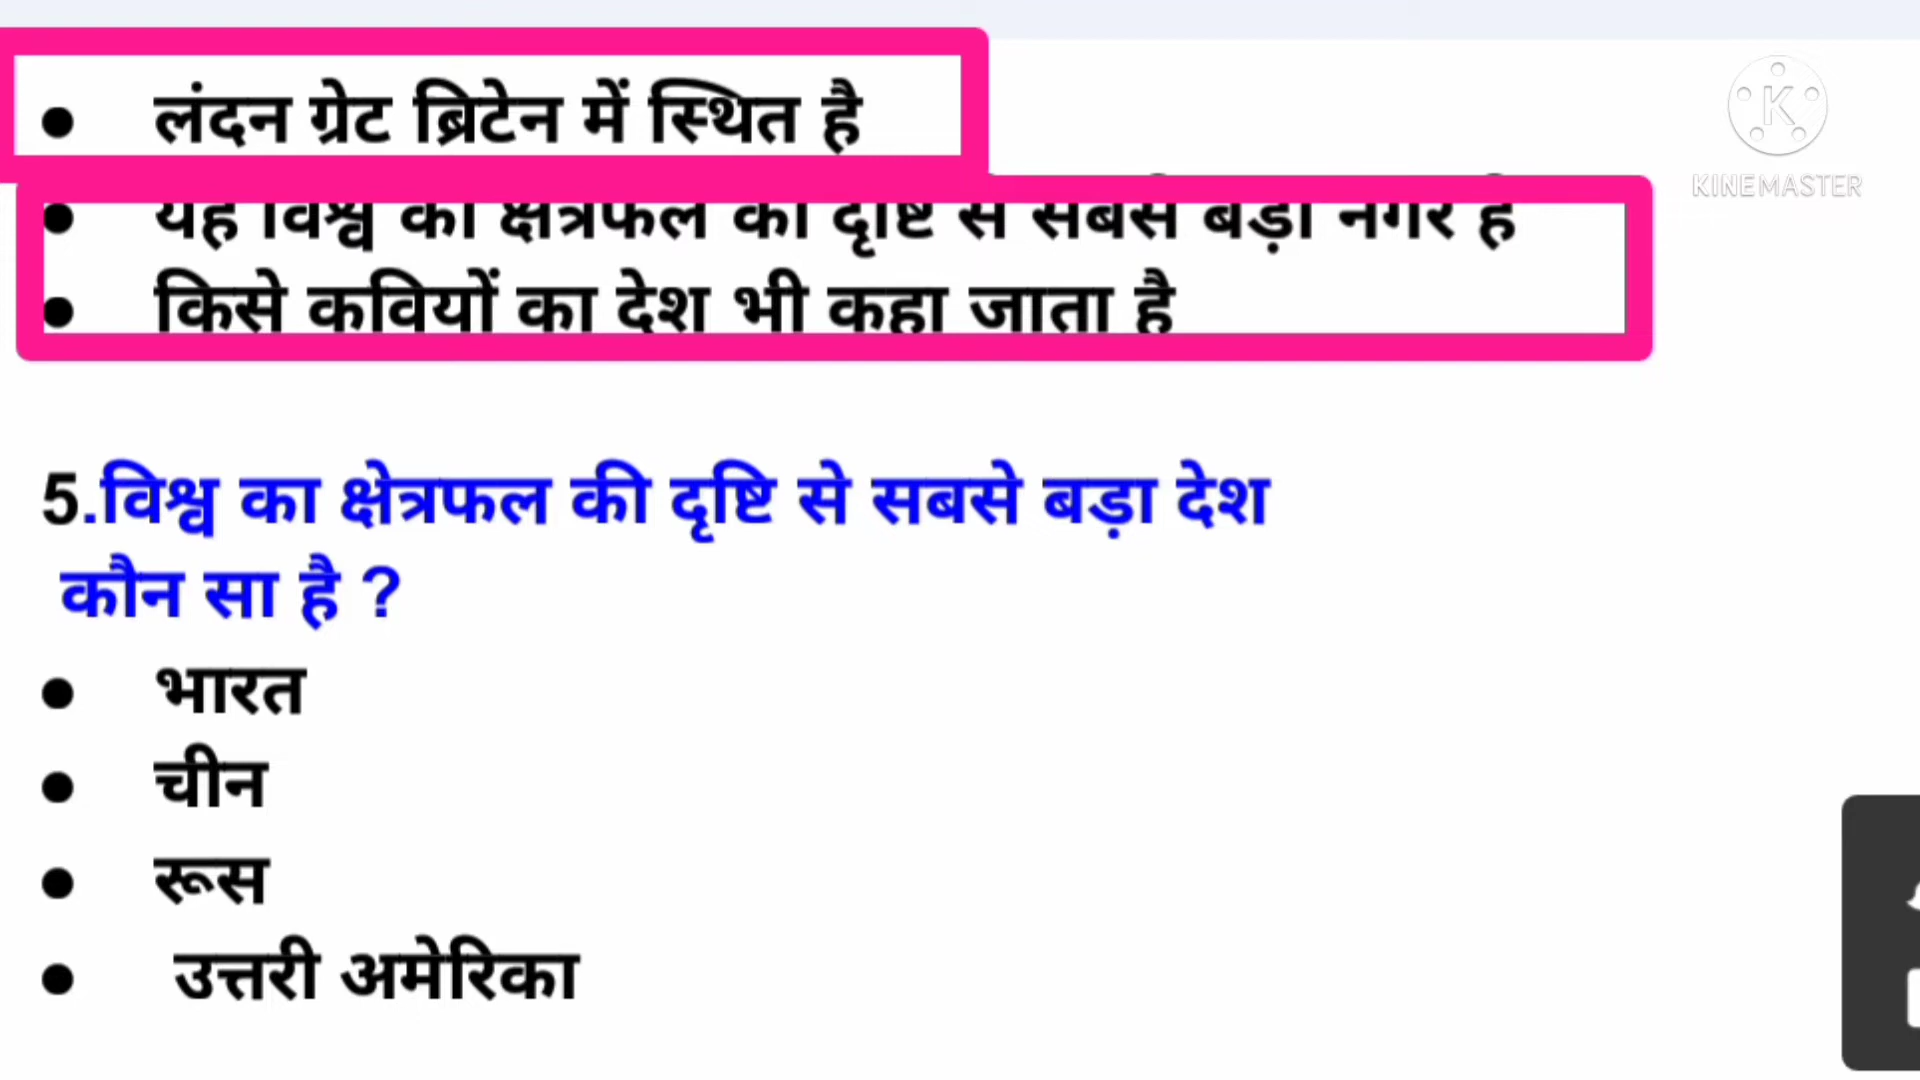 ● लंदन ग्रेट ब्रिटेन में स्थित है
KINEMASTER
● यह विश्व का क्षेत्रफल की दृष्टि से सबसे बड़ा नगर है
● किसे कवियों का देश भी कहा जाता है
5.विश्व का क्षेत्रफल की दृष्टि से सबसे बड़ा देश
कौन सा है ?
● भारत
● चीन
● रूस
● उत्तरी अमेरिका